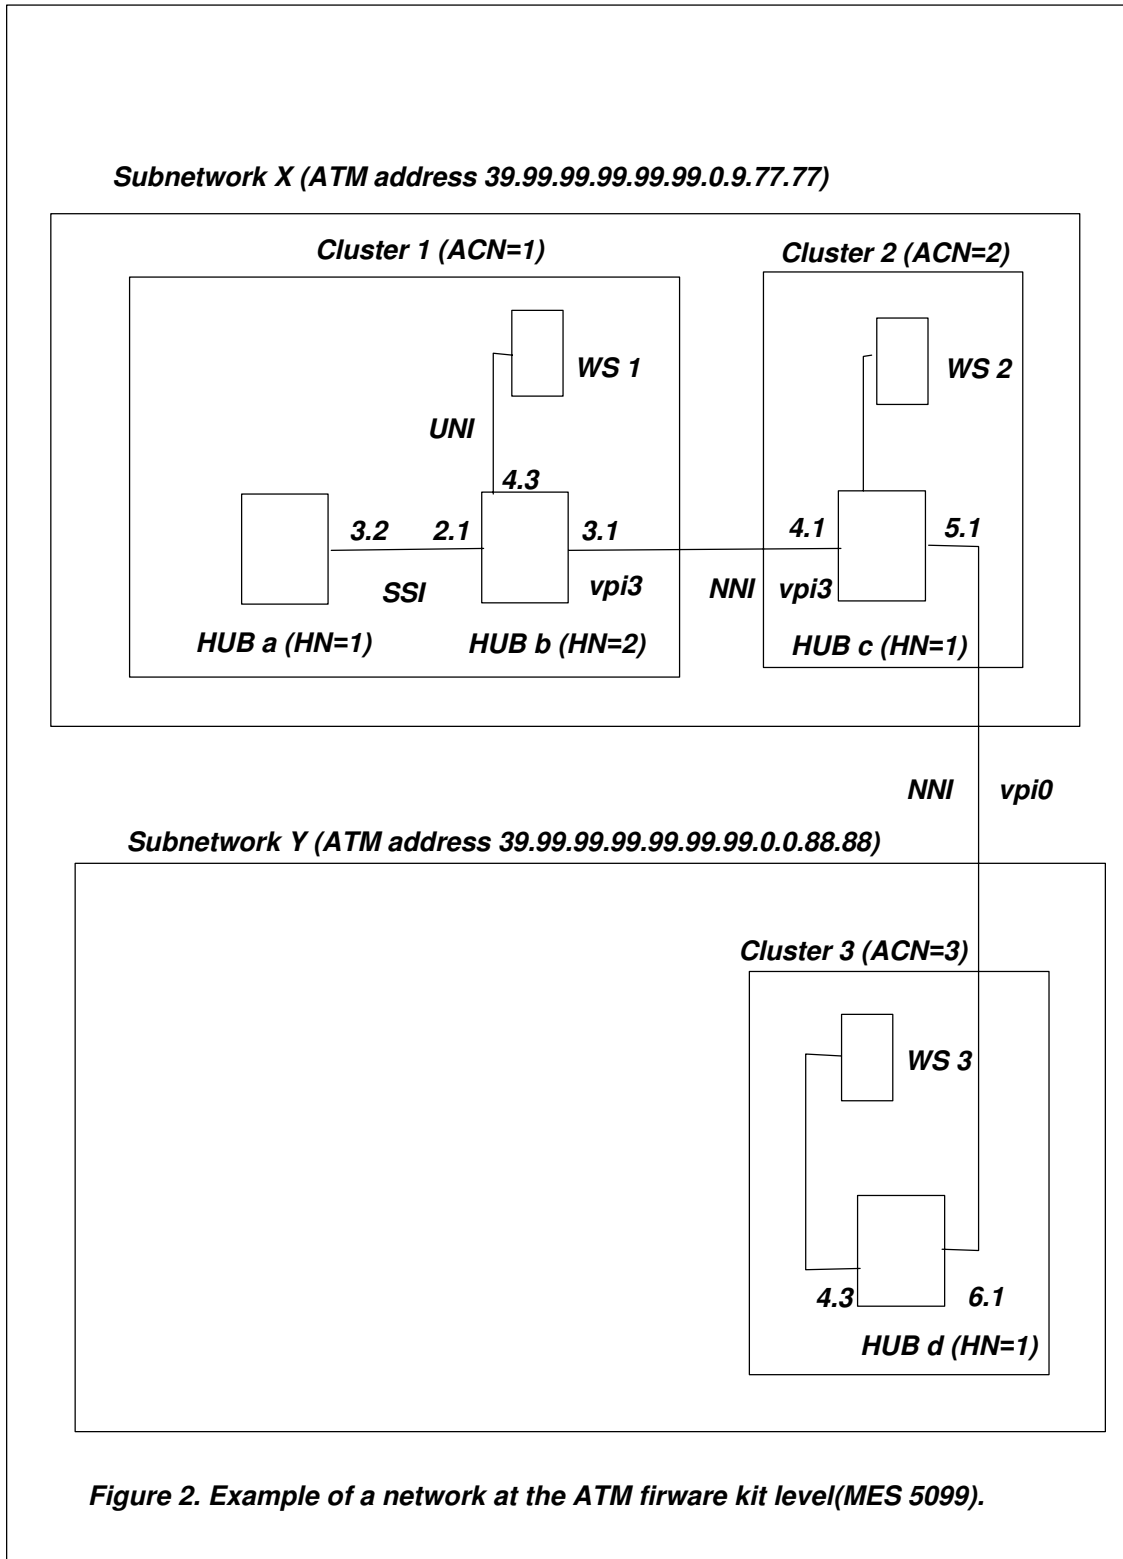 Subnetwork X (ATM address 39.99.99.99.99.99.0.9.77.77)
Cluster 1 (ACN=1)
Cluster 2 (ACN=2)
WS 1
WS 2
UNI
4.3
3.2
2.1
3.1
4.1
5.1
SSI
vpi3
NNI
vpi3
HUB a (HN=1)
HUB b (HN=2)
HUB c (HN=1)
NNI
vpi0
Subnetwork Y (ATM address 39.99.99.99.99.99.99.0.0.88.88)
Cluster 3 (ACN=3)
WS 3
4.3
6.1
HUB d (HN=1)
Figure 2. Example of a network at the ATM firware kit level(MES 5099).